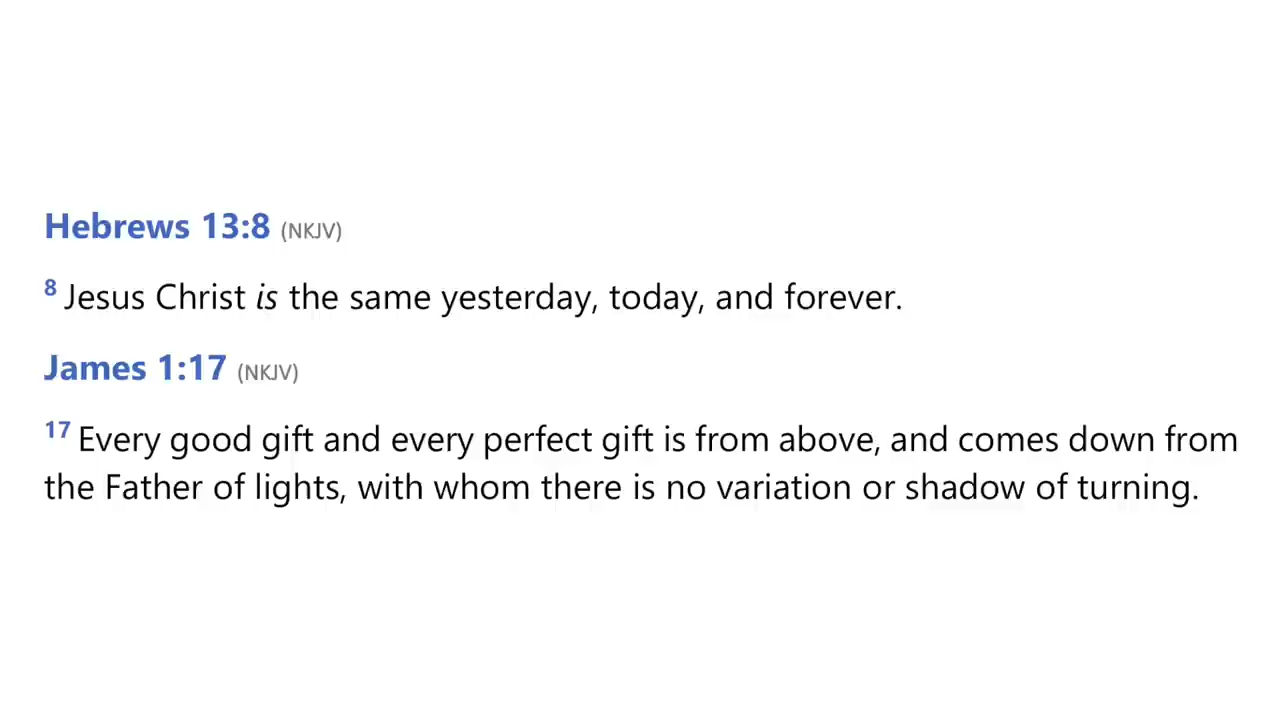 Hebrews 13:8 (NKJV)
8 Jesus Christ is the same yesterday, today, and forever.
James 1:17 (NKJV)
17 Every good gift and every perfect gift is from above, and comes down from
the Father of lights, with whom there is no variation or shadow of turning.